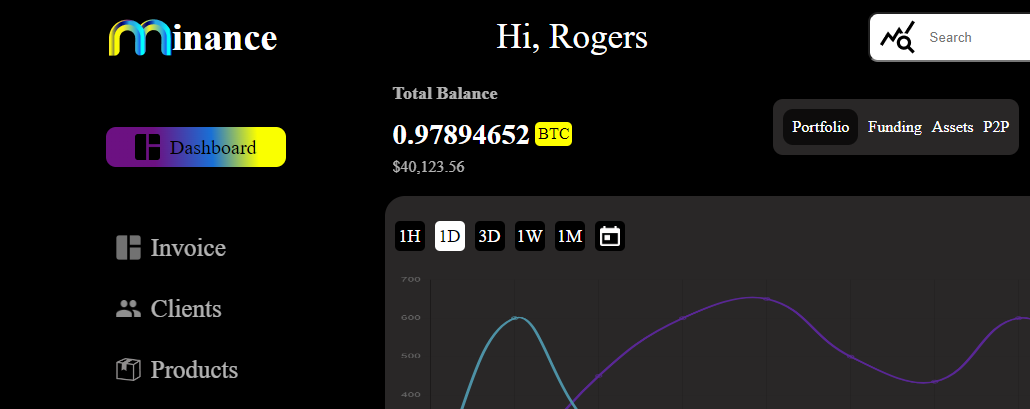 Minance
Hi, Rogers
Search
Total Balance
0.97894652 BTC
$40,123.56
Portfolio Funding Assets P2P
Dashboard
Invoice
Clients
Products
1H 1D 3D 1W 1M
700
600
500
400